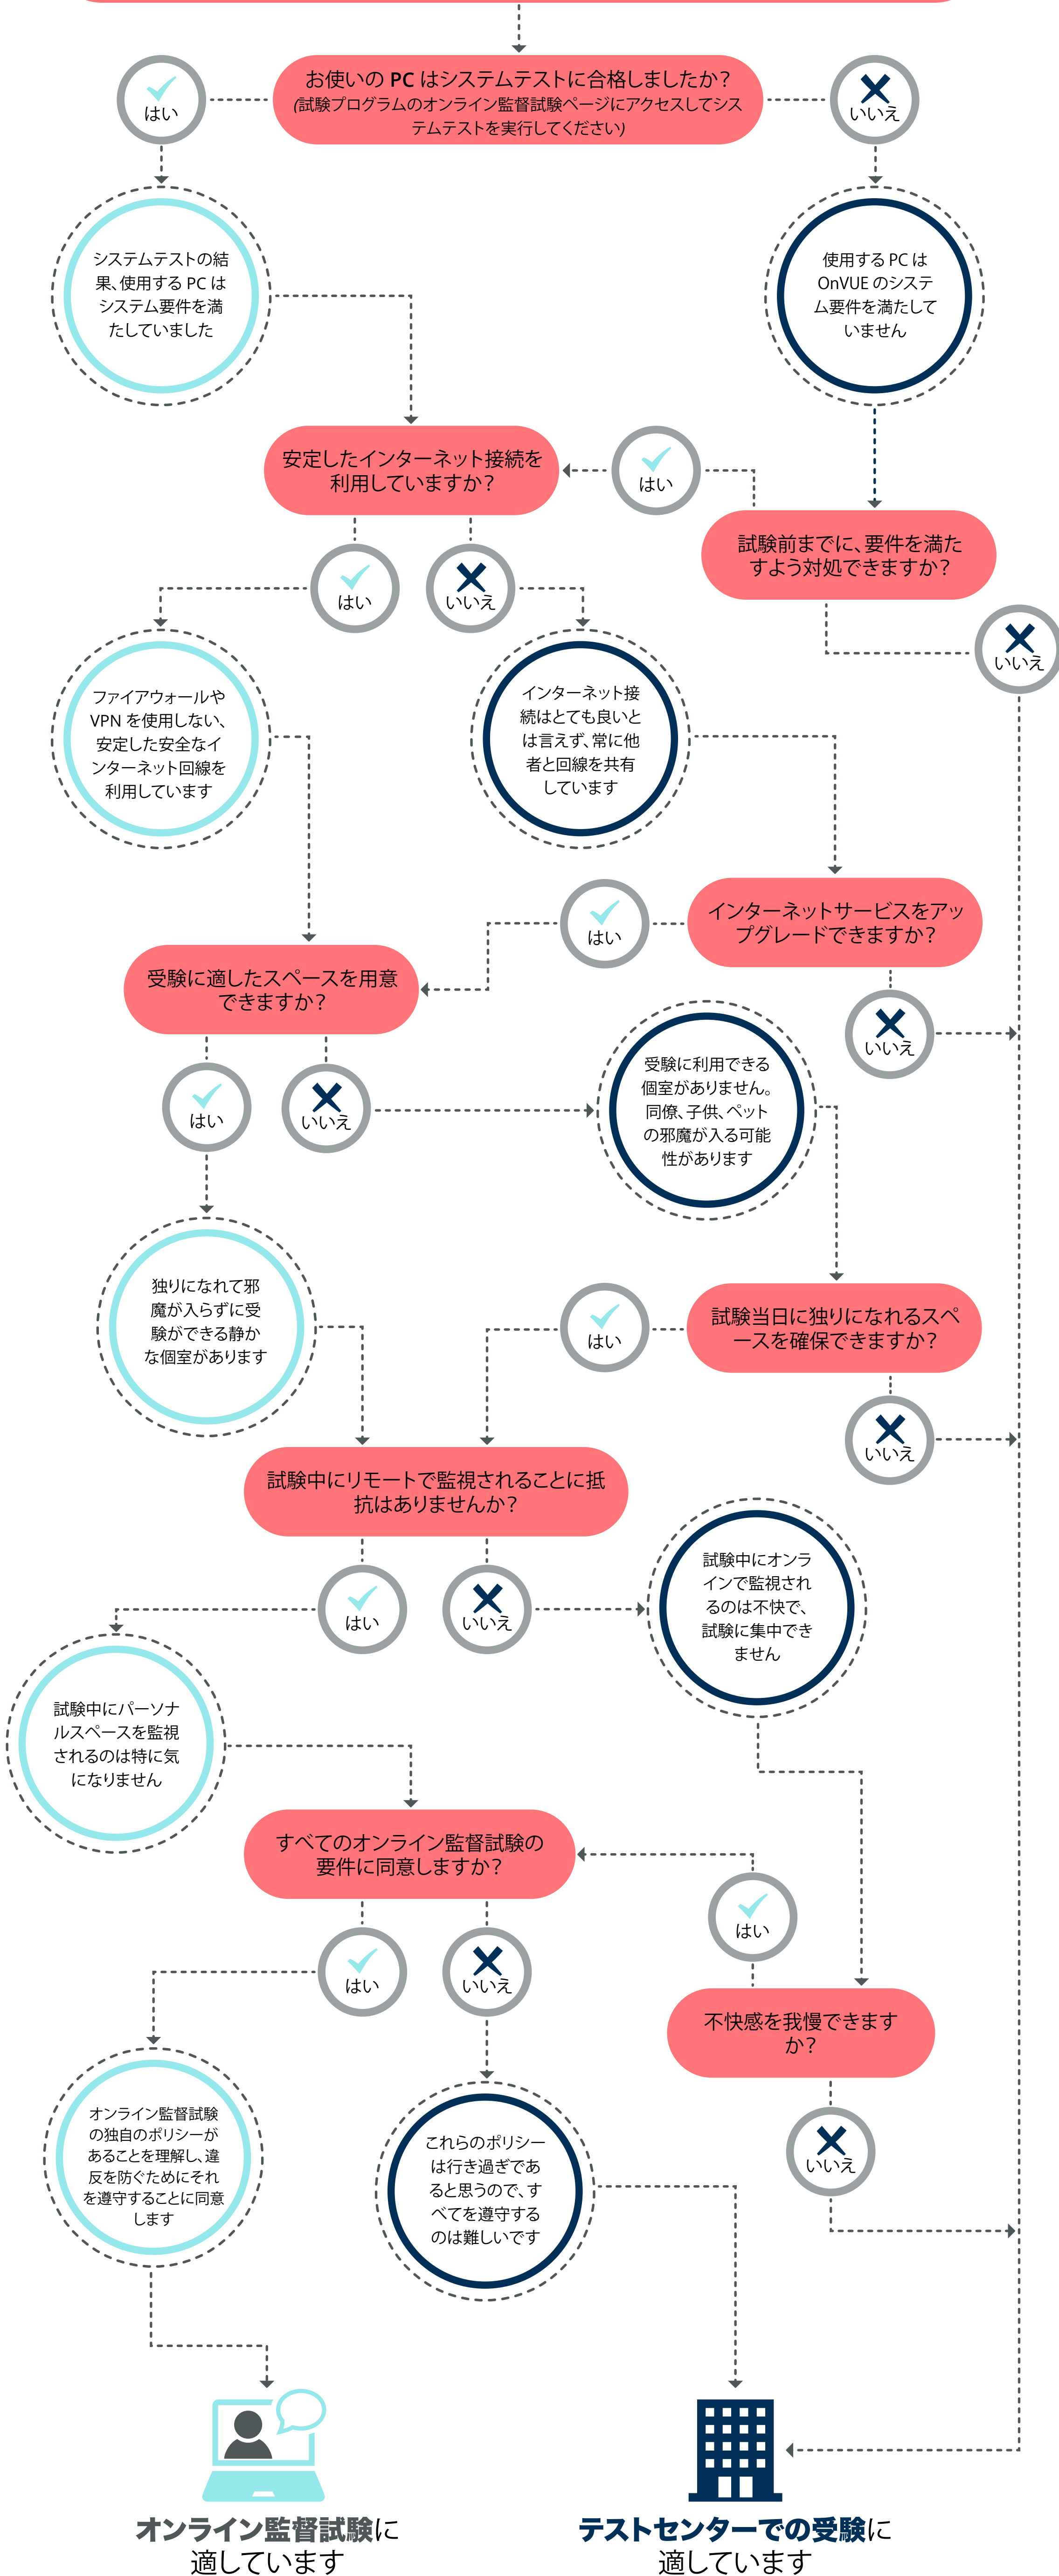 お使いの PC はシステムテストに合格しましたか?
(試験プログラムのオンライン監督試験ページにアクセスしてシス
テムテストを実行してください)
はい
いいえ
システムテストの結
果、使用する PC は
システム要件を満
たしていました
使用する PC は
OnVUE のシステ
ム要件を満たして
いません
安定したインターネット接続を
利用していますか?
はい
試験前までに、要件を満た
すよう対処できますか?
はい
いいえ
いいえ
ファイアウォールや
VPN を使用しない、
安定した安全なイ
ンターネット回線を
利用しています
インターネット接
続はとても良いと
は言えず、常に他
者と回線を共有
しています
インターネットサービスをアッ
プグレードできますか?
はい
いいえ
受験に適したスペースを用意
できますか?
はい
いいえ
受験に利用できる
個室がありません。
同僚、子供、ペット
の邪魔が入る可能
性があります
独りになれて邪
魔が入らずに受
験ができる静か
な個室があります
試験当日に独りになれるスペ
ースを確保できますか?
はい
いいえ
試験中にリモートで監視されることに抵
抗はありませんか?
はい
いいえ
試験中にオンラ
インで監視され
るのは不快で、
試験に集中でき
ません
試験中にパーソナ
ルスペースを監視
されるのは特に気
になりません
すべてのオンライン監督試験の
要件に同意しますか?
はい
はい
いいえ
不快感を我慢できます
か?
いいえ
オンライン監督試験
の独自のポリシーが
あることを理解し、違
反を防ぐためにそれ
を遵守することに同意
します
これらのポリシー
は行き過ぎであ
ると思うので、す
べてを遵守する
のは難しいです
オンライン監督試験に
適しています
テストセンターでの受験に
適しています